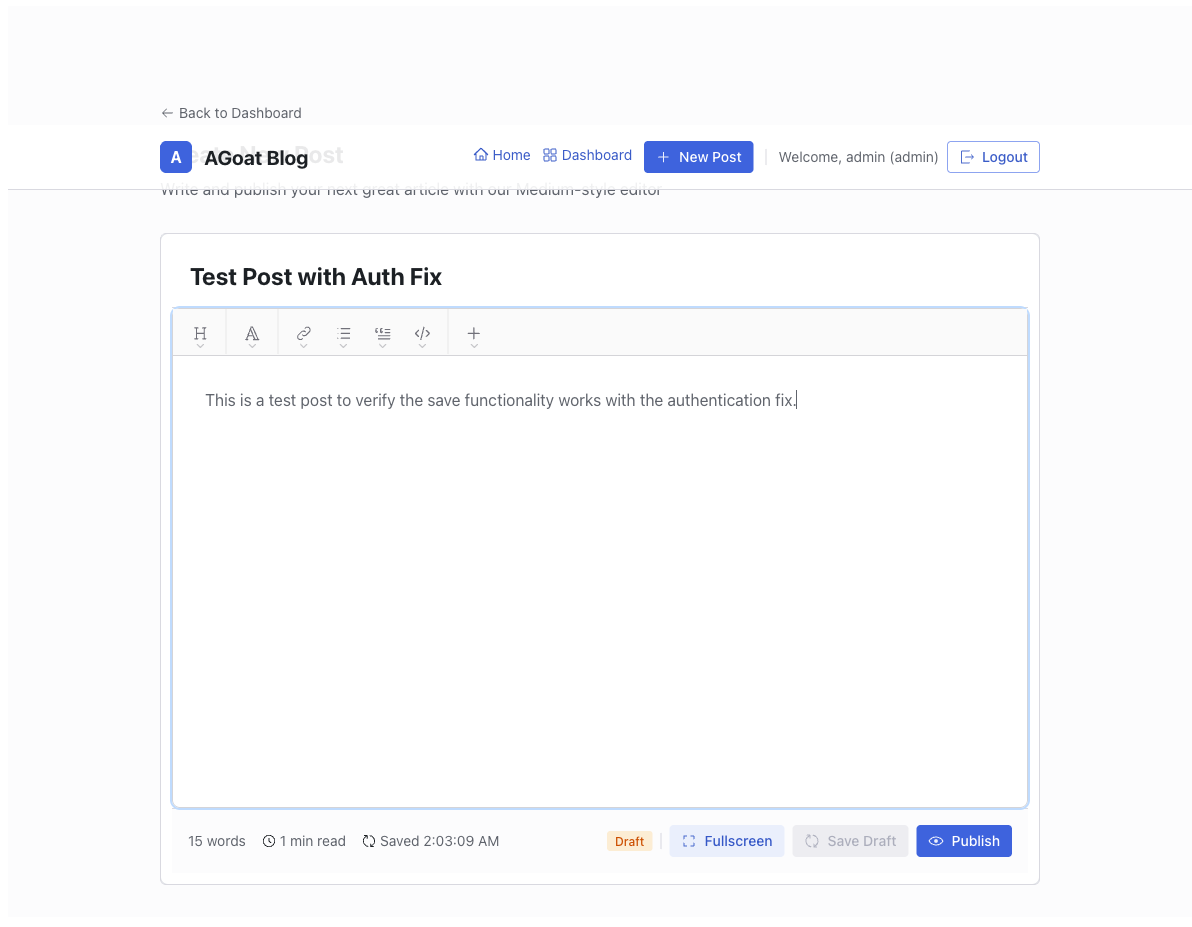 ← Back to Dashboard
Create New Post
A AGoat Blog Home Dashboard + New Post Welcome, admin (admin) Logout
Write and publish your next great article with our Medium-style editor
Test Post with Auth Fix
H A </> +
This is a test post to verify the save functionality works with the authentication fix.
15 words 1 min read Saved 2:03:09 AM Draft Fullscreen Save Draft Publish